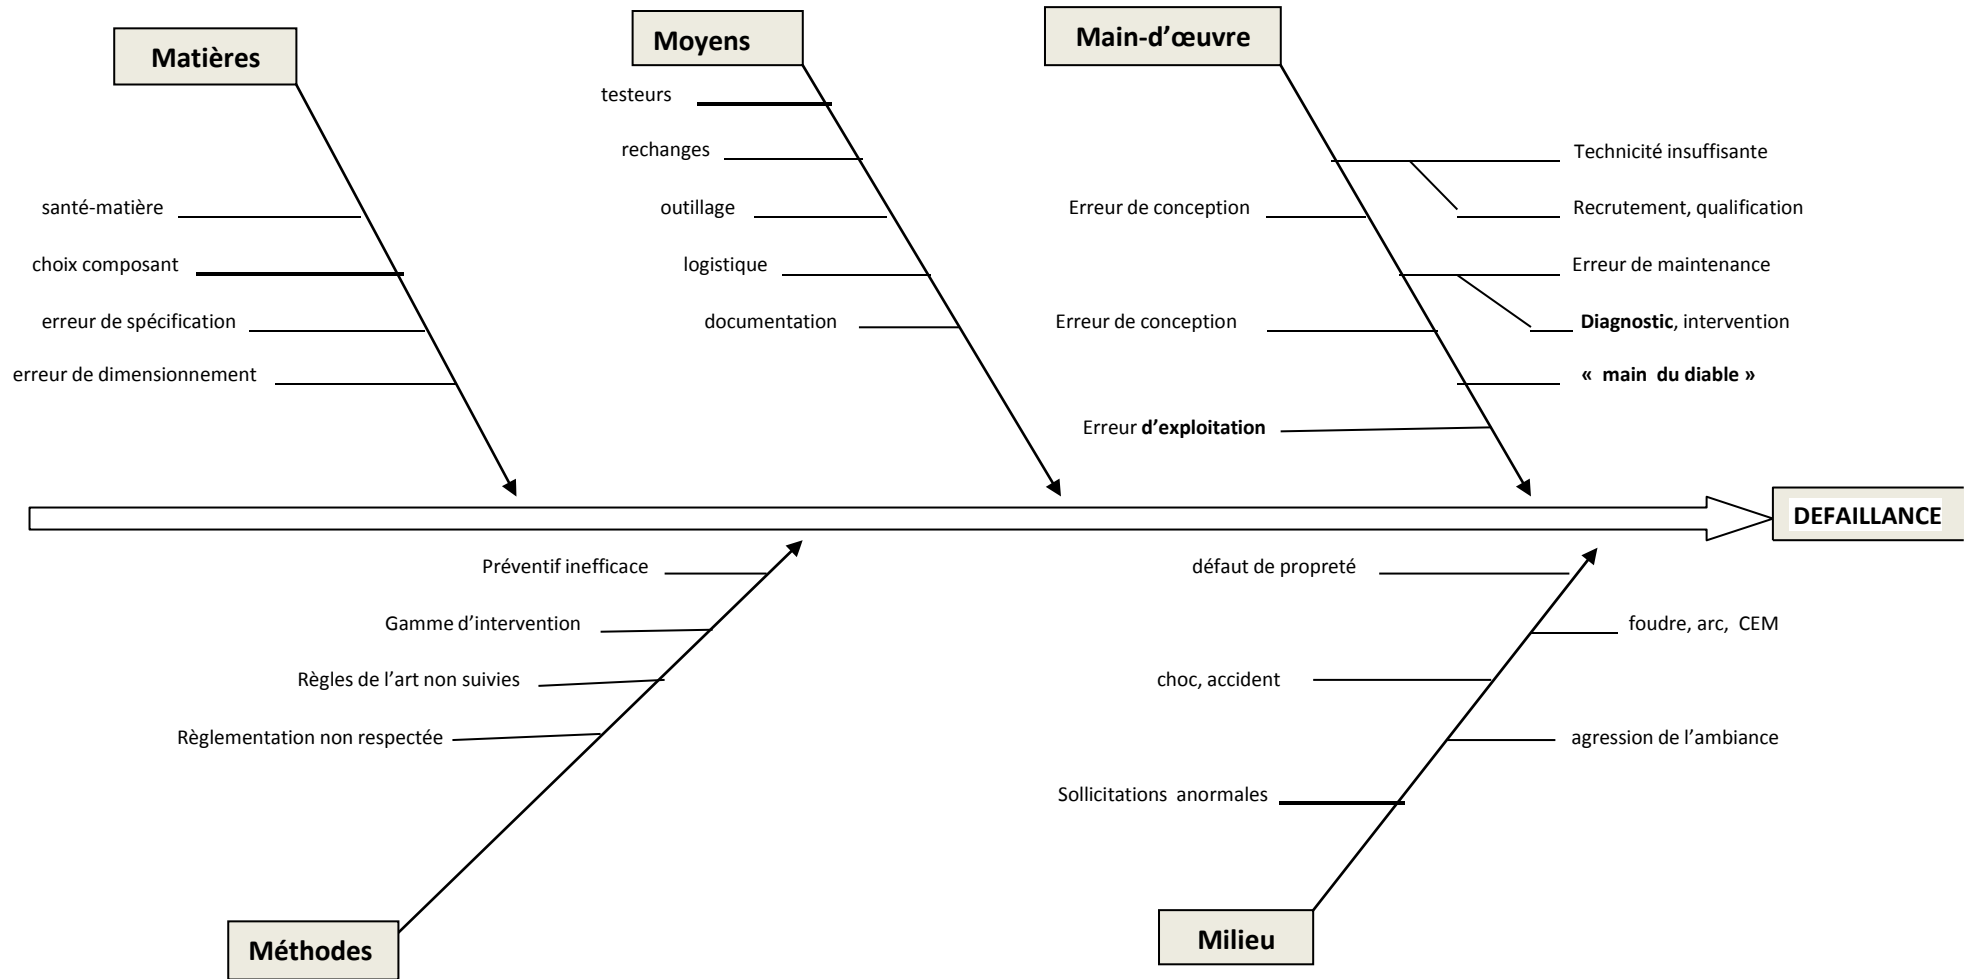 Matières
Moyens
Main-d’œuvre
santé-matière
choix composant
erreur de spécification
erreur de dimensionnement
testeurs
rechanges
outillage
logistique
documentation
Erreur de conception
Erreur de conception
Erreur d’exploitation
Technicité insuffisante
Recrutement, qualification
Erreur de maintenance
Diagnostic, intervention
« main du diable »
DEFAILLANCE
Préventif inefficace
Gamme d’intervention
Règles de l’art non suivies
Règlementation non respectée
Méthodes
défaut de propreté
foudre, arc, CEM
choc, accident
agression de l’ambiance
Sollicitations anormales
Milieu